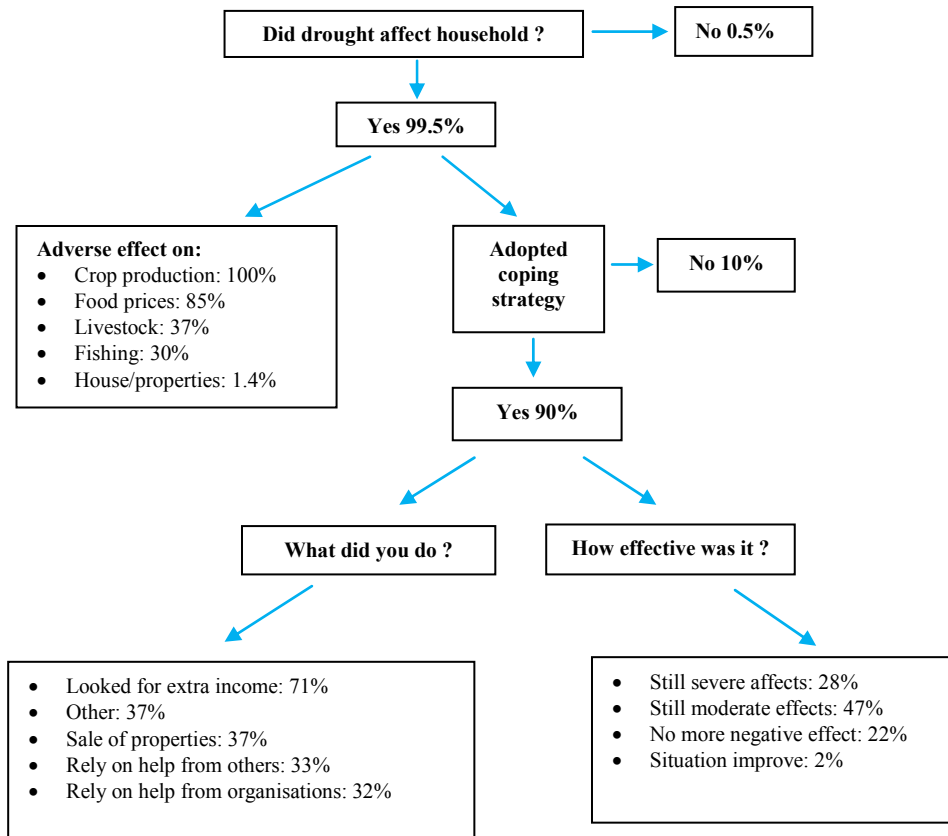 Did drought affect household ?
No 0.5%
Yes 99.5%
Adverse effect on:
• Crop production: 100%
• Food prices: 85%
• Livestock: 37%
• Fishing: 30%
• House/properties: 1.4%
Adopted
coping
strategy
No 10%
Yes 90%
What did you do ?
How effective was it ?
• Looked for extra income: 71%
• Other: 37%
• Sale of properties: 37%
• Rely on help from others: 33%
• Rely on help from organisations: 32%
• Still severe affects: 28%
• Still moderate effects: 47%
• No more negative effect: 22%
• Situation improve: 2%